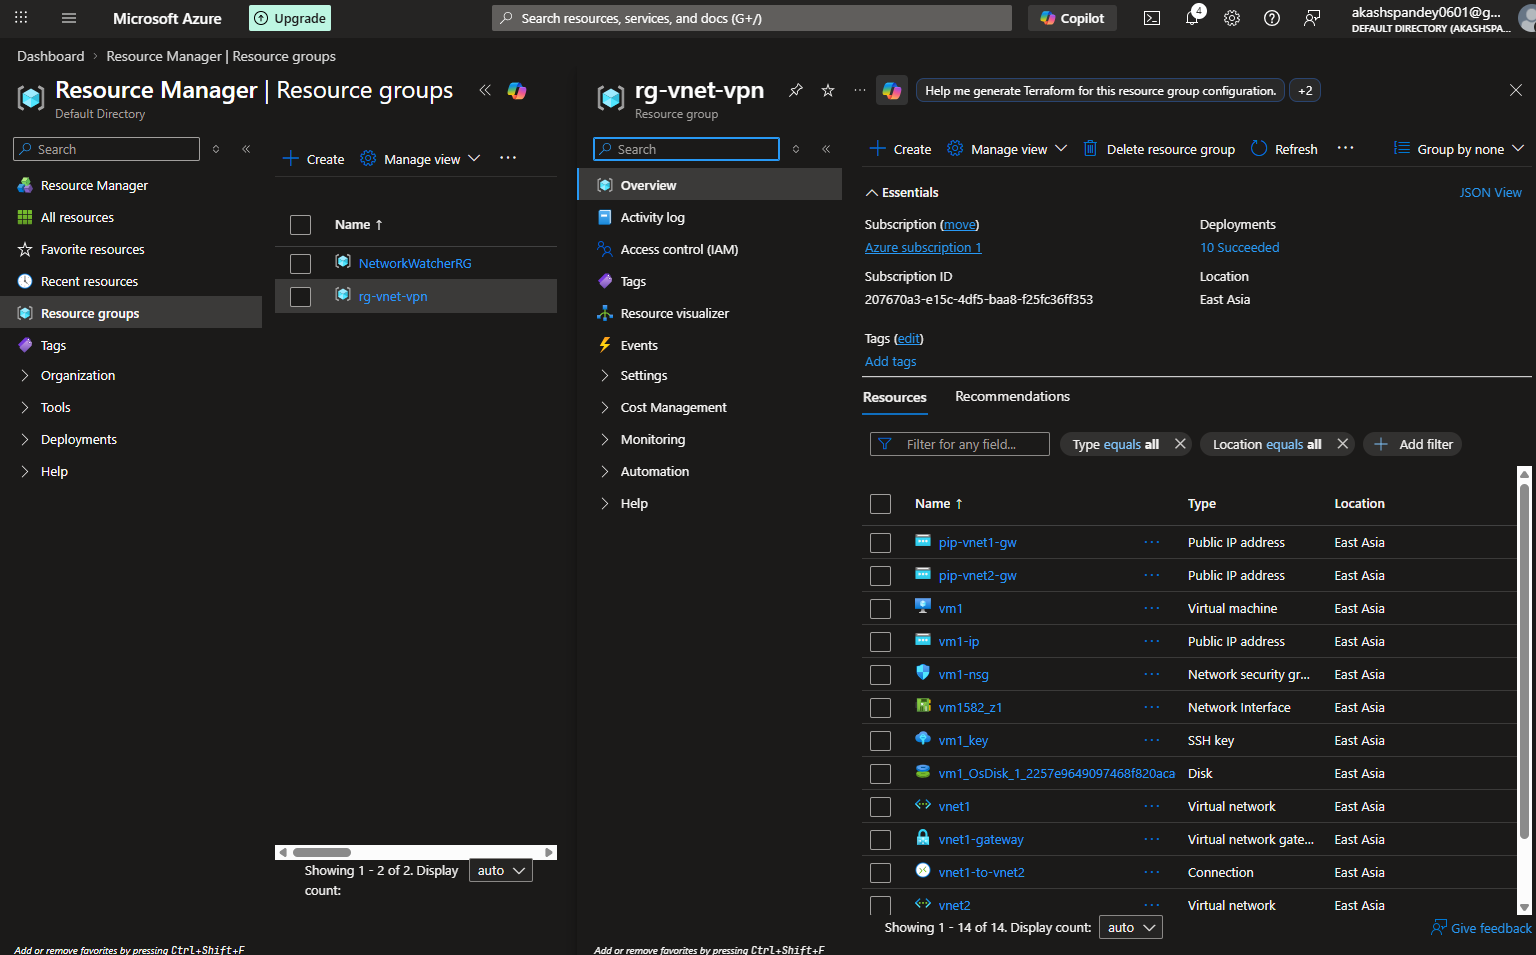 Microsoft Azure
Upgrade
Search resources, services, and docs (G+/)
Copilot
4
akashspandey0601@g...
DEFAULT DIRECTORY (AKASHSPA...
Dashboard > Resource Manager | Resource groups
Resource Manager | Resource groups
Default Directory
Search
Resource Manager
All resources
Favorite resources
Recent resources
Resource groups
Tags
Organization
Tools
Deployments
Help
Add or remove favorites by pressing Ctrl+Shift+F
Create
Manage view
Name ↑
NetworkWatcherRG
rg-vnet-vpn
Showing 1 - 2 of 2. Display
count:
auto
rg-vnet-vpn
Resource group
Help me generate Terraform for this resource group configuration.
+2
Search
Overview
Activity log
Access control (IAM)
Tags
Resource visualizer
Events
Settings
Cost Management
Monitoring
Automation
Help
Add or remove favorites by pressing Ctrl+Shift+F
Create
Manage view
Delete resource group
Refresh
Group by none
Essentials
JSON View
Subscription (move)
Azure subscription 1
Subscription ID
207670a3-e15c-4df5-baa8-f25fc36ff353
Deployments
10 Succeeded
Location
East Asia
Tags (edit)
Add tags
Resources Recommendations
Filter for any field...
Type equals all
Location equals all
Add filter
Name ↑ Type Location
pip-vnet1-gw ... Public IP address East Asia
pip-vnet2-gw ... Public IP address East Asia
vm1 ... Virtual machine East Asia
vm1-ip ... Public IP address East Asia
vm1-nsg ... Network security gr... East Asia
vm1582_z1 ... Network Interface East Asia
vm1_key ... SSH key East Asia
vm1_OsDisk_1_2257e9649097468f820aca Disk East Asia
vnet1 ... Virtual network East Asia
vnet1-gateway ... Virtual network gate... East Asia
vnet1-to-vnet2 ... Connection East Asia
vnet2 ... Virtual network East Asia
Showing 1 - 14 of 14. Display count:
auto
Give feedback